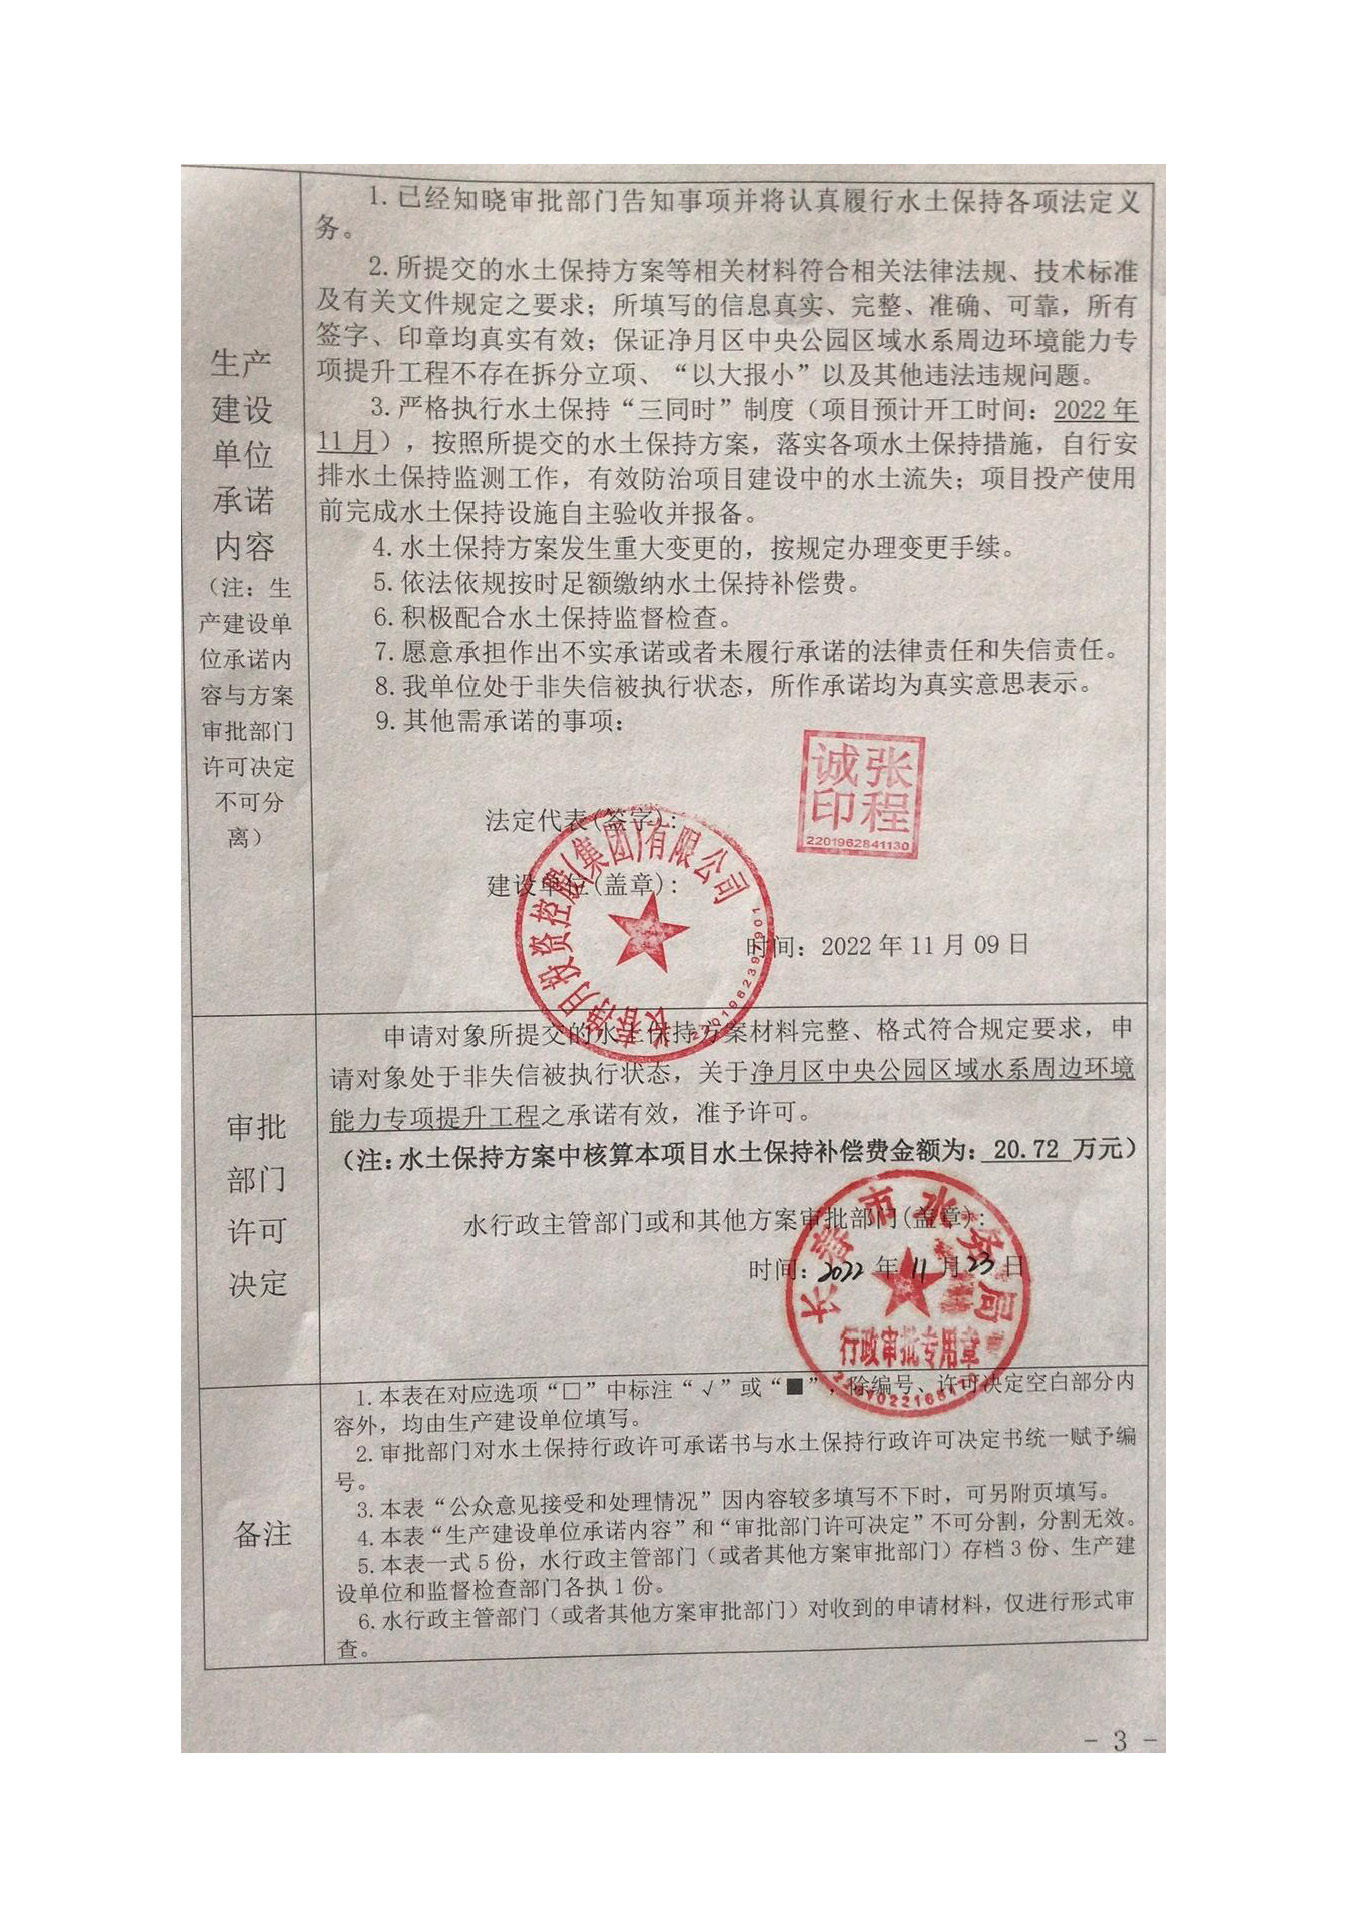 1.已经知晓审批部门告知事项并将认真履行水土保持各项法定义
务。
2.所提交的水土保持方案等相关材料符合相关法律法规、技术标准
及有关文件规定之要求；所填写的信息真实、完整、准确、可靠，所有
签字、印章均真实有效；保证净月区中央公园区域水系周边环境能力专
项提升工程不存在拆分立项、“以大报小”以及其他违法违规问题。
3.严格执行水土保持“三同时”制度（项目预计开工时间：2022年
11月），按照所提交的水土保持方案，落实各项水土保持措施，自行安
排水土保持监测工作，有效防治项目建设中的水土流失；项目投产使用
前完成水土保持设施自主验收并报备。
4.水土保持方案发生重大变更的，按规定办理变更手续。
5.依法依规按时足额缴纳水土保持补偿费。
6.积极配合水土保持监督检查。
7.愿意承担作出不实承诺或者未履行承诺的法律责任和失信责任。
8.我单位处于非失信被执行状态，所作承诺均为真实意思表示。
9.其他需承诺的事项：
生产
建设
单位
承诺
内容
（注：生
产建设单
位承诺内
容与方案
审批部门
许可决定
不可分
离）
张程
诚印
2201962841130
法定代表(签字):
建设单位(盖章):
长春净月投资控股(集团)有限公司
时间：2022年11月09日
申请对象所提交的水土保持方案材料完整、格式符合规定要求，申
请对象处于非失信被执行状态，关于净月区中央公园区域水系周边环境
能力专项提升工程之承诺有效，准予许可。
（注：水土保持方案中核算本项目水土保持补偿费金额为：20.72万元）
审批
部门
许可
决定
水行政主管部门或和其他方案审批部门(盖章):
时间：2022年11月23日
长春市水务局
行政审批专用章
备注
1.本表在对应选项“□”中标注“√”或“■”，除编号、许可决定空白部分内
容外，均由生产建设单位填写。
2.审批部门对水土保持行政许可承诺书与水土保持行政许可决定书统一赋予编
号。
3.本表“公众意见接受和处理情况”因内容较多填写不下时，可另附页填写。
4.本表“生产建设单位承诺内容”和“审批部门许可决定”不可分割，分割无效。
5.本表一式5份，水行政主管部门（或者其他方案审批部门）存档3份、生产建
设单位和监督检查部门各执1份。
6.水行政主管部门（或者其他方案审批部门）对收到的申请材料，仅进行形式审
查。
- 3 -